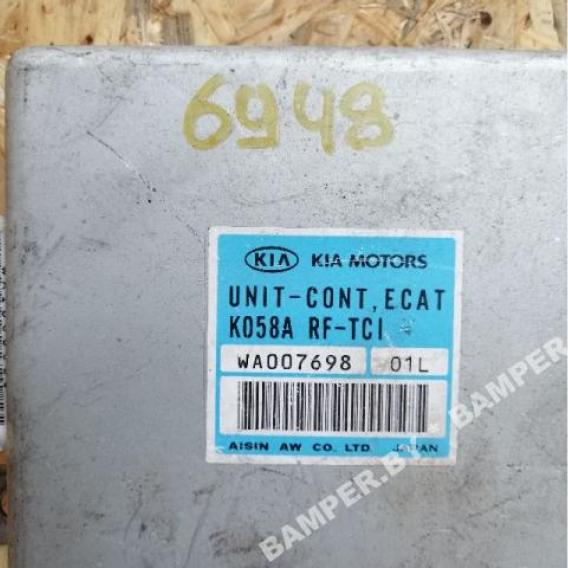 6948
KIA KIA MOTORS
UNIT-CONT, ECAT
K058A RF-TCI
WA007698 01L
AISIN AW CO., LTD. JAPAN
BAMPER.BY - BAMPER.BY